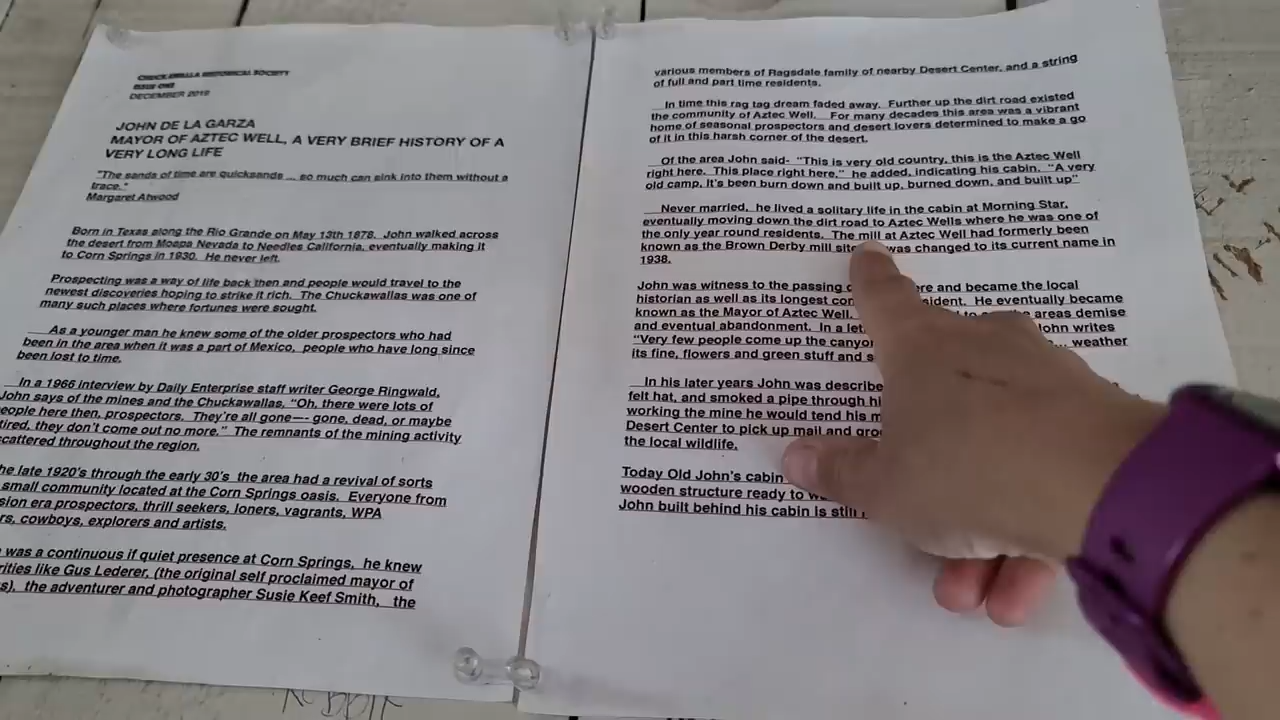 CHUCKWALLA HISTORICAL SOCIETY
ISSUE ONE
DECEMBER 2019
JOHN DE LA GARZA
MAYOR OF AZTEC WELL, A VERY BRIEF HISTORY OF A
VERY LONG LIFE
"The sands of time are quicksands ... so much can sink into them without a
trace."
Margaret Atwood
Born in Texas along the Rio Grande on May 13th 1878. John walked across
the desert from Moapa Nevada to Needles California, eventually making it
to Corn Springs in 1930. He never left.
Prospecting was a way of life back then and people would travel to the
newest discoveries hoping to strike it rich. The Chuckawallas was one of
many such places where fortunes were sought.
As a younger man he knew some of the older prospectors who had
been in the area when it was a part of Mexico, people who have long since
been lost to time.
In a 1966 interview by Daily Enterprise staff writer George Ringwald,
John says of the mines and the Chuckawallas, "Oh, there were lots of
people here then, prospectors. They're all gone—- gone, dead, or maybe
tired, they don't come out no more." The remnants of the mining activity
scattered throughout the region.
he late 1920's through the early 30's the area had a revival of sorts
small community located at the Corn Springs oasis. Everyone from
sion era prospectors, thrill seekers, loners, vagrants, WPA
rs, cowboys, explorers and artists.
was a continuous if quiet presence at Corn Springs, he knew
rities like Gus Lederer, (the original self proclaimed mayor of
s), the adventurer and photographer Susie Keef Smith, the
various members of Ragsdale family of nearby Desert Center, and a string
of full and part time residents.
In time this rag tag dream faded away. Further up the dirt road existed
the community of Aztec Well. For many decades this area was a vibrant
home of seasonal prospectors and desert lovers determined to make a go
of it in this harsh corner of the desert.
Of the area John said- "This is very old country, this is the Aztec Well
right here. This place right here," he added, indicating his cabin. "A very
old camp, It's been burn down and built up, burned down, and built up"
Never married, he lived a solitary life in the cabin at Morning Star,
eventually moving down the dirt road to Aztec Wells where he was one of
the only year round residents. The mill at Aztec Well had formerly been
known as the Brown Derby mill site was changed to its current name in
1938.
John was witness to the passing ere and became the local
historian as well as its longest con sident. He eventually became
known as the Mayor of Aztec Well. areas demise
and eventual abandonment. In a let John writes
"Very few people come up the canyo ... weather
its fine, flowers and green stuff and s
In his later years John was describe
felt hat, and smoked a pipe through hi
working the mine he would tend his m
Desert Center to pick up mail and gro
the local wildlife.
Today Old John's cabin
wooden structure ready to
John built behind his cabin is still